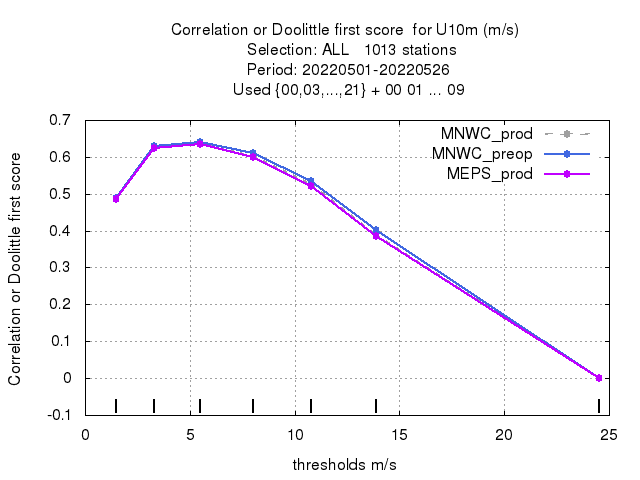 Correlation or Doolittle first score  for U10m (m/s)
Selection: ALL   1013 stations
Period: 20220501-20220526
Used {00,03,...,21} + 00 01 ... 09
MNWC_prod
MNWC_preop
MEPS_prod
Correlation or Doolittle first score
0.7
0.6
0.5
0.4
0.3
0.2
0.1
0
-0.1
0 5 10 15 20 25
thresholds m/s